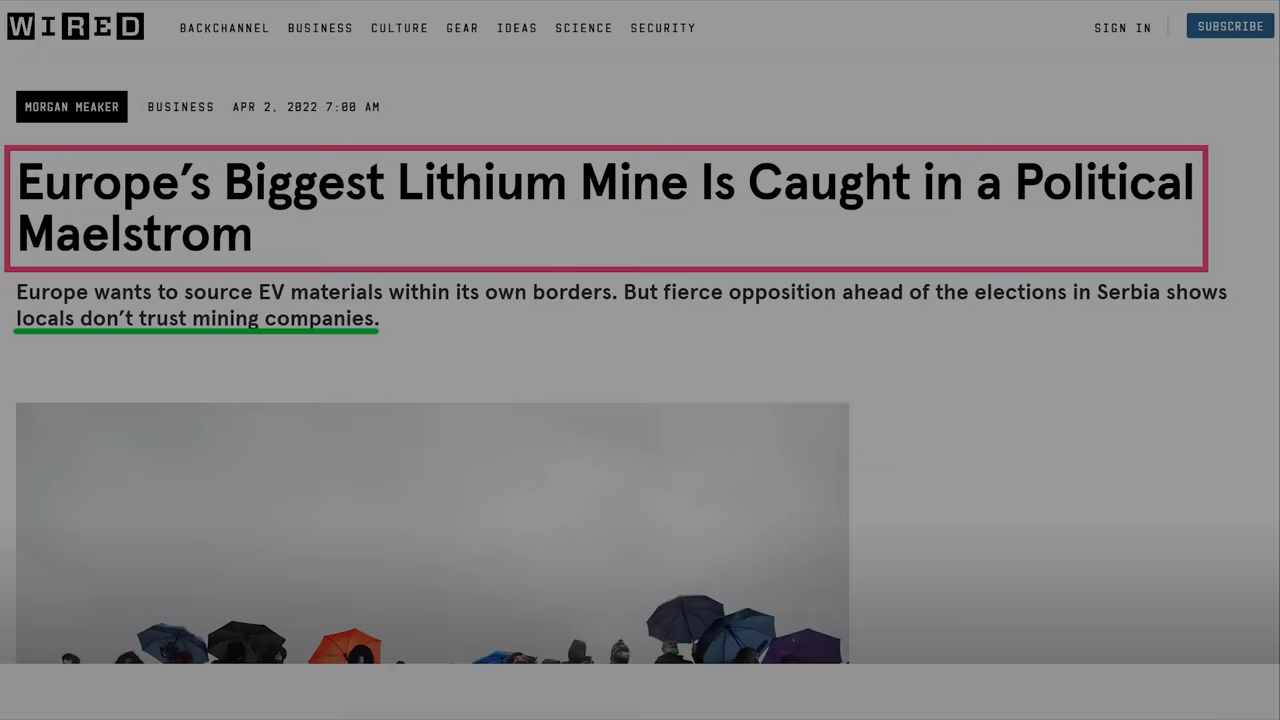 WIRED
BACKCHANNEL BUSINESS CULTURE GEAR IDEAS SCIENCE SECURITY
SIGN IN
SUBSCRIBE
MORGAN MEAKER
BUSINESS
APR 2, 2022 7:00 AM
Europe’s Biggest Lithium Mine Is Caught in a Political
Maelstrom
Europe wants to source EV materials within its own borders. But fierce opposition ahead of the elections in Serbia shows
locals don’t trust mining companies.